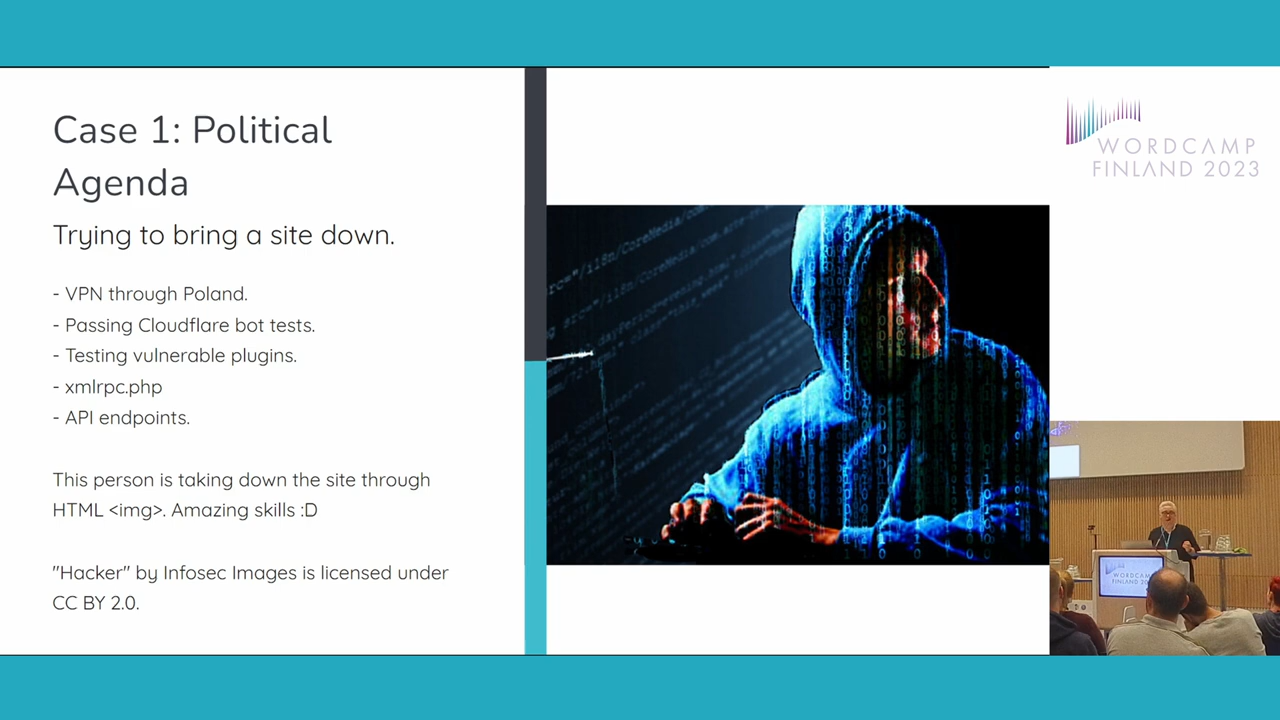 Case 1: Political
Agenda
Trying to bring a site down.
- VPN through Poland.
- Passing Cloudflare bot tests.
- Testing vulnerable plugins.
- xmlrpc.php
- API endpoints.
This person is taking down the site through
HTML <img>. Amazing skills :D
"Hacker" by Infosec Images is licensed under
CC BY 2.0.
WORDCAMP
FINLAND 2023
WORDCAMP